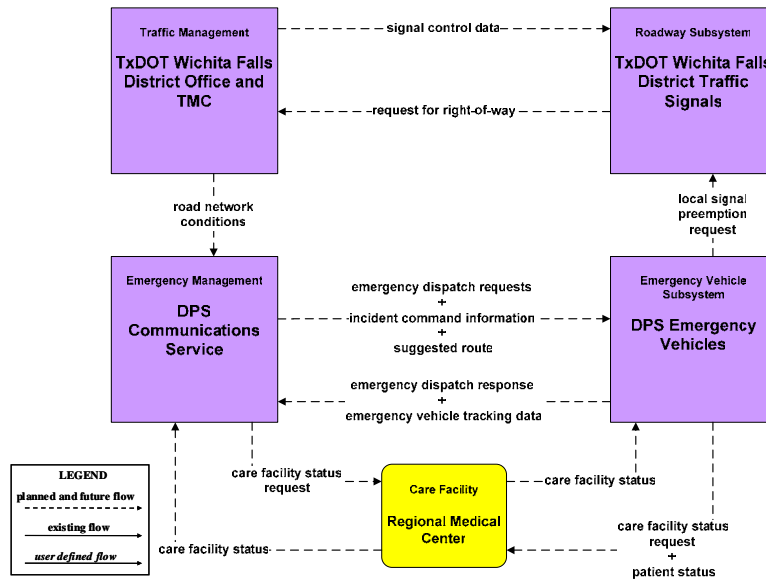 Traffic Management
TxDOT Wichita Falls
District Office and
TMC
signal control data
request for right-of-way
Roadway Subsystem
TxDOT Wichita Falls
District Traffic
Signals
road network
conditions
local signal
preemption
request
Emergency Management
DPS
Communications
Service
emergency dispatch requests
+
incident command information
+
suggested route
emergency dispatch response
+
emergency vehicle tracking data
Emergency Vehicle
Subsystem
DPS Emergency
Vehicles
LEGEND
planned and future flow
existing flow
user defined flow
care facility status
request
care facility status
Care Facility
Regional Medical
Center
care facility status
care facility status
request
+
patient status